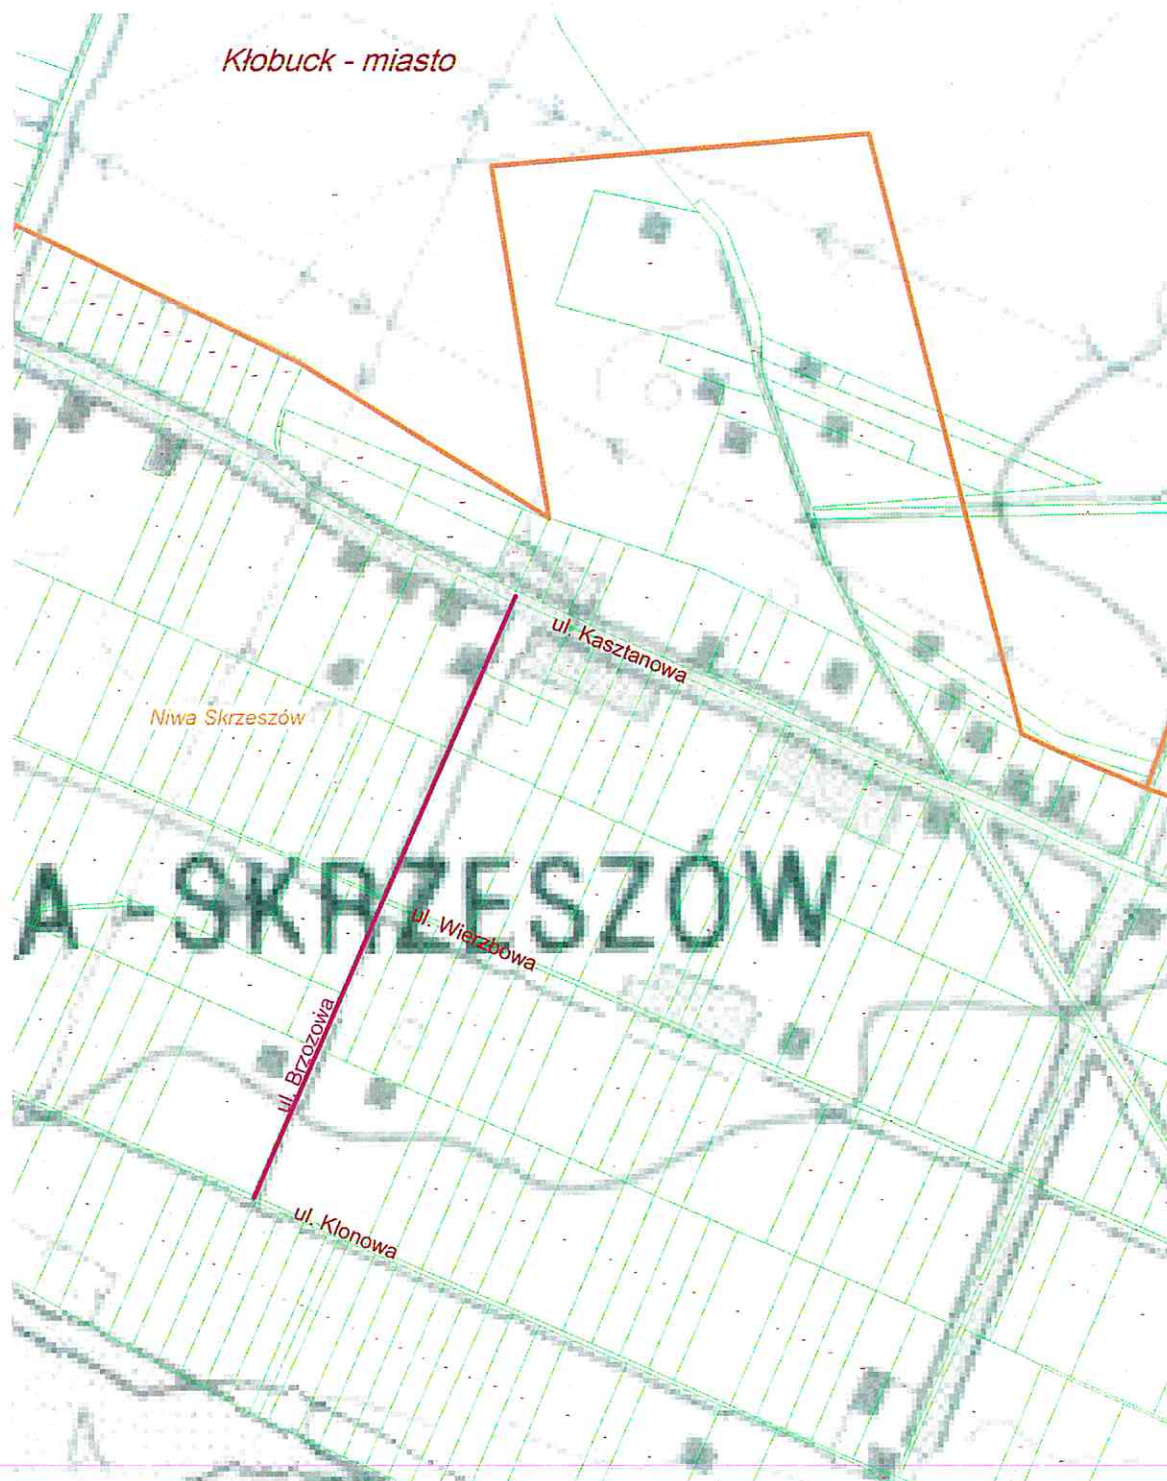 Kłobuck - miasto
ul. Kasztanowa
Niwa Skrzeszów
A-SKRZESZÓW
ul. Wierzbowa
ul. Brzozowa
ul. Klonowa